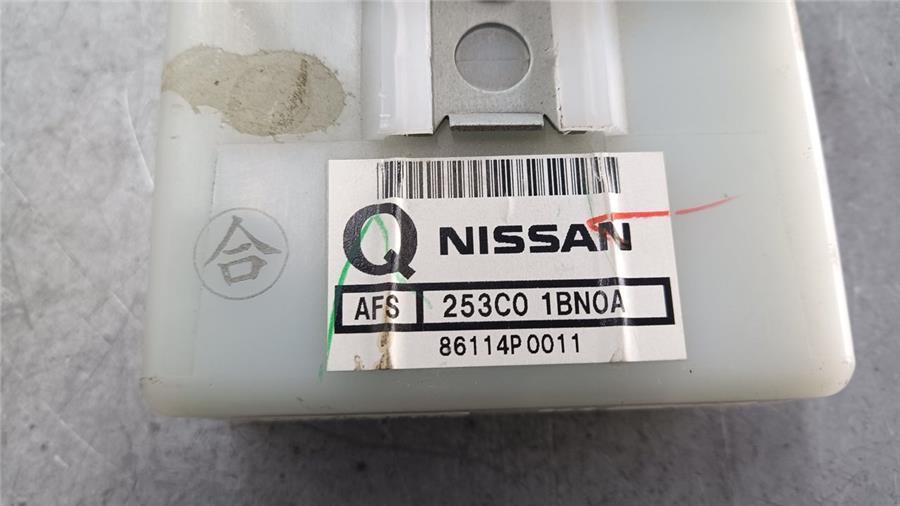 Q NISSAN
合
AFS 253C0 1BN0A
86114P0011